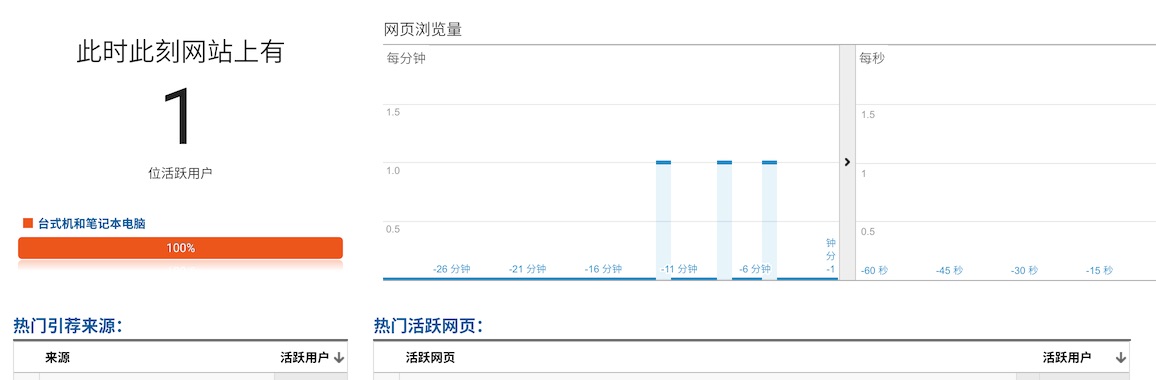 此时此刻网站上有
1
位活跃用户
台式机和笔记本电脑
100%
网页浏览量
每分钟
1.5
1.0
0.5
-26 分钟
-21 分钟
-16 分钟
-11 分钟
-6 分钟
钟
分
-1
每秒
1.5
1
0.5
-60 秒
-45 秒
-30 秒
-15 秒
热门引荐来源：
来源
活跃用户
热门活跃网页：
活跃网页
活跃用户